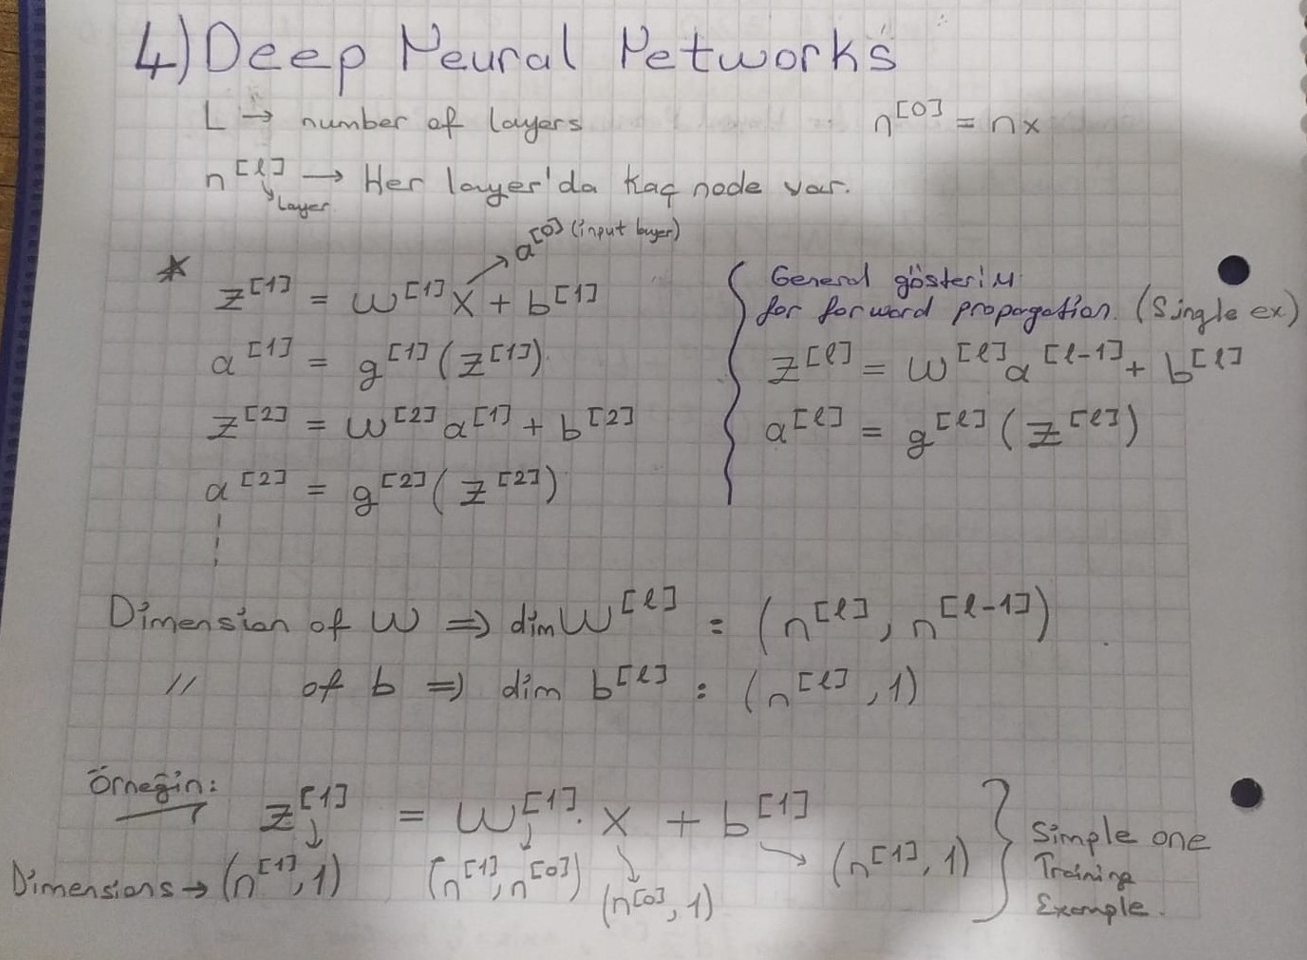 4) Deep Neural Networks
L → number of layers
n^[0] = nx
n^[l] → Her layer'da kaç node var.
↳ Layer
→ a^[0] (input layer)
* z^[1] = w^[1] x + b^[1]
a^[1] = g^[1] (z^[1])
z^[2] = w^[2] a^[1] + b^[2]
a^[2] = g^[2] (z^[2])
General gösterim
for forward propagation. (Single ex)
z^[l] = w^[l] a^[l-1] + b^[l]
a^[l] = g^[l] (z^[l])
Dimension of W ⇒ dim W^[l] : (n^[l], n^[l-1])
// of b ⇒ dim b^[l] : (n^[l], 1)
Örneğin:
z^[1] = W^[1] . x + b^[1]
Dimensions → (n^[1], 1) (n^[1], n^[0]) (n^[0], 1) → (n^[1], 1)
Simple one
Training
Example.